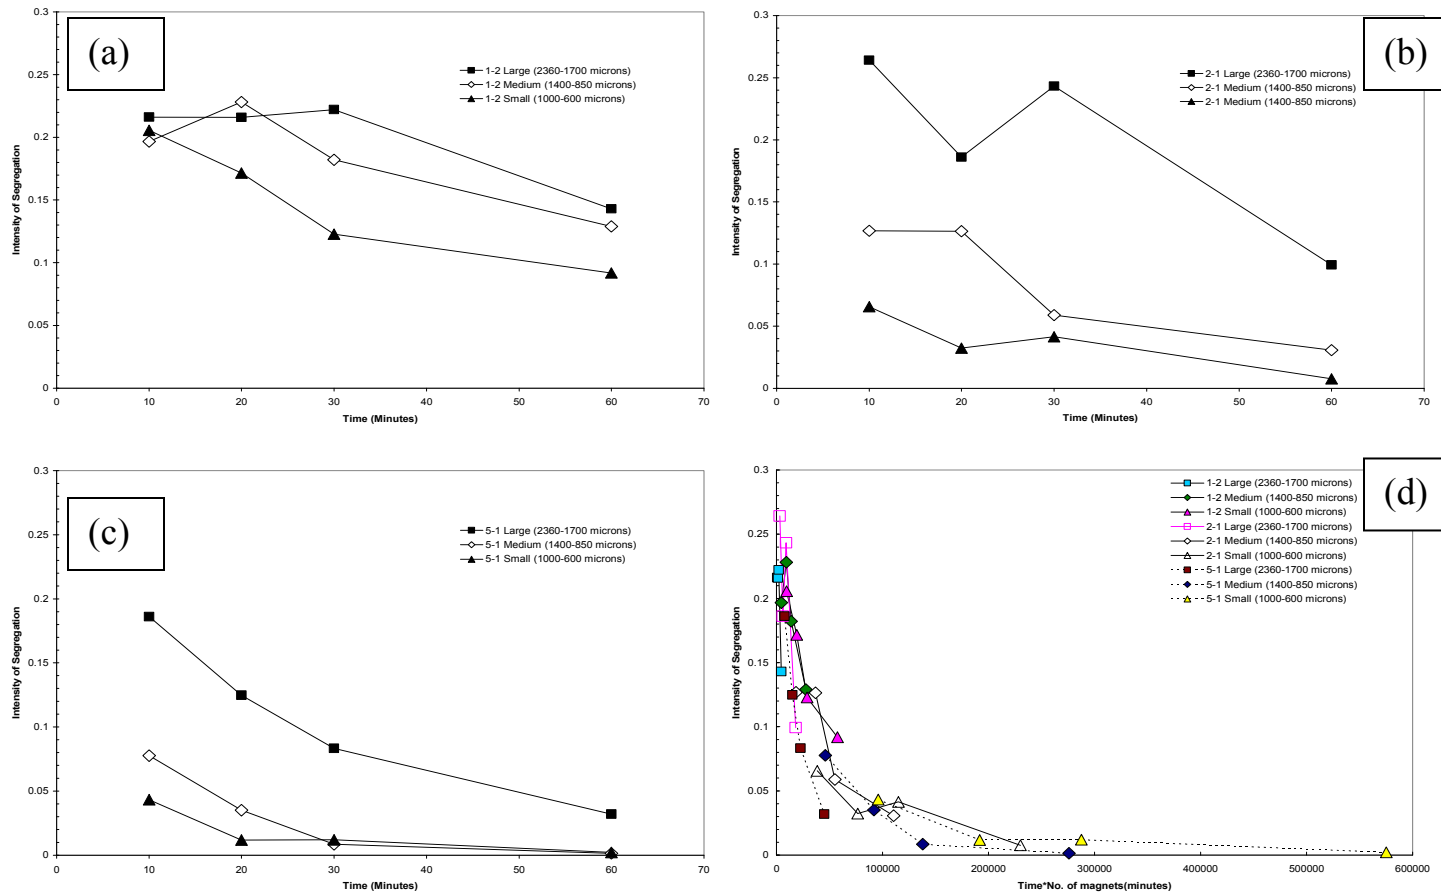 (a)
0.3
0.25
0.2
0.15
0.1
0.05
0
Intensity of Segregation
1-2 Large (2360-1700 microns)
1-2 Medium (1400-850 microns)
1-2 Small (1000-600 microns)
0 10 20 30 40 50 60 70
Time (Minutes)
(b)
0.3
0.25
0.2
0.15
0.1
0.05
0
Intensity of Segregation
2-1 Large (2360-1700 microns)
2-1 Medium (1400-850 microns)
2-1 Medium (1400-850 microns)
0 10 20 30 40 50 60 70
Time (Minutes)
(c)
0.3
0.25
0.2
0.15
0.1
0.05
0
Intensity of Segregation
5-1 Large (2360-1700 microns)
5-1 Medium (1400-850 microns)
5-1 Small (1000-600 microns)
0 10 20 30 40 50 60 70
Time (Minutes)
(d)
0.3
0.25
0.2
0.15
0.1
0.05
0
Intensity of Segregation
1-2 Large (2360-1700 microns)
1-2 Medium (1400-850 microns)
1-2 Small (1000-600 microns)
2-1 Large (2360-1700 microns)
2-1 Medium (1400-850 microns)
2-1 Small (1000-600 microns)
5-1 Large (2360-1700 microns)
5-1 Medium (1400-850 microns)
5-1 Small (1000-600 microns)
0 100000 200000 300000 400000 500000 600000
Time*No. of magnets(minutes)